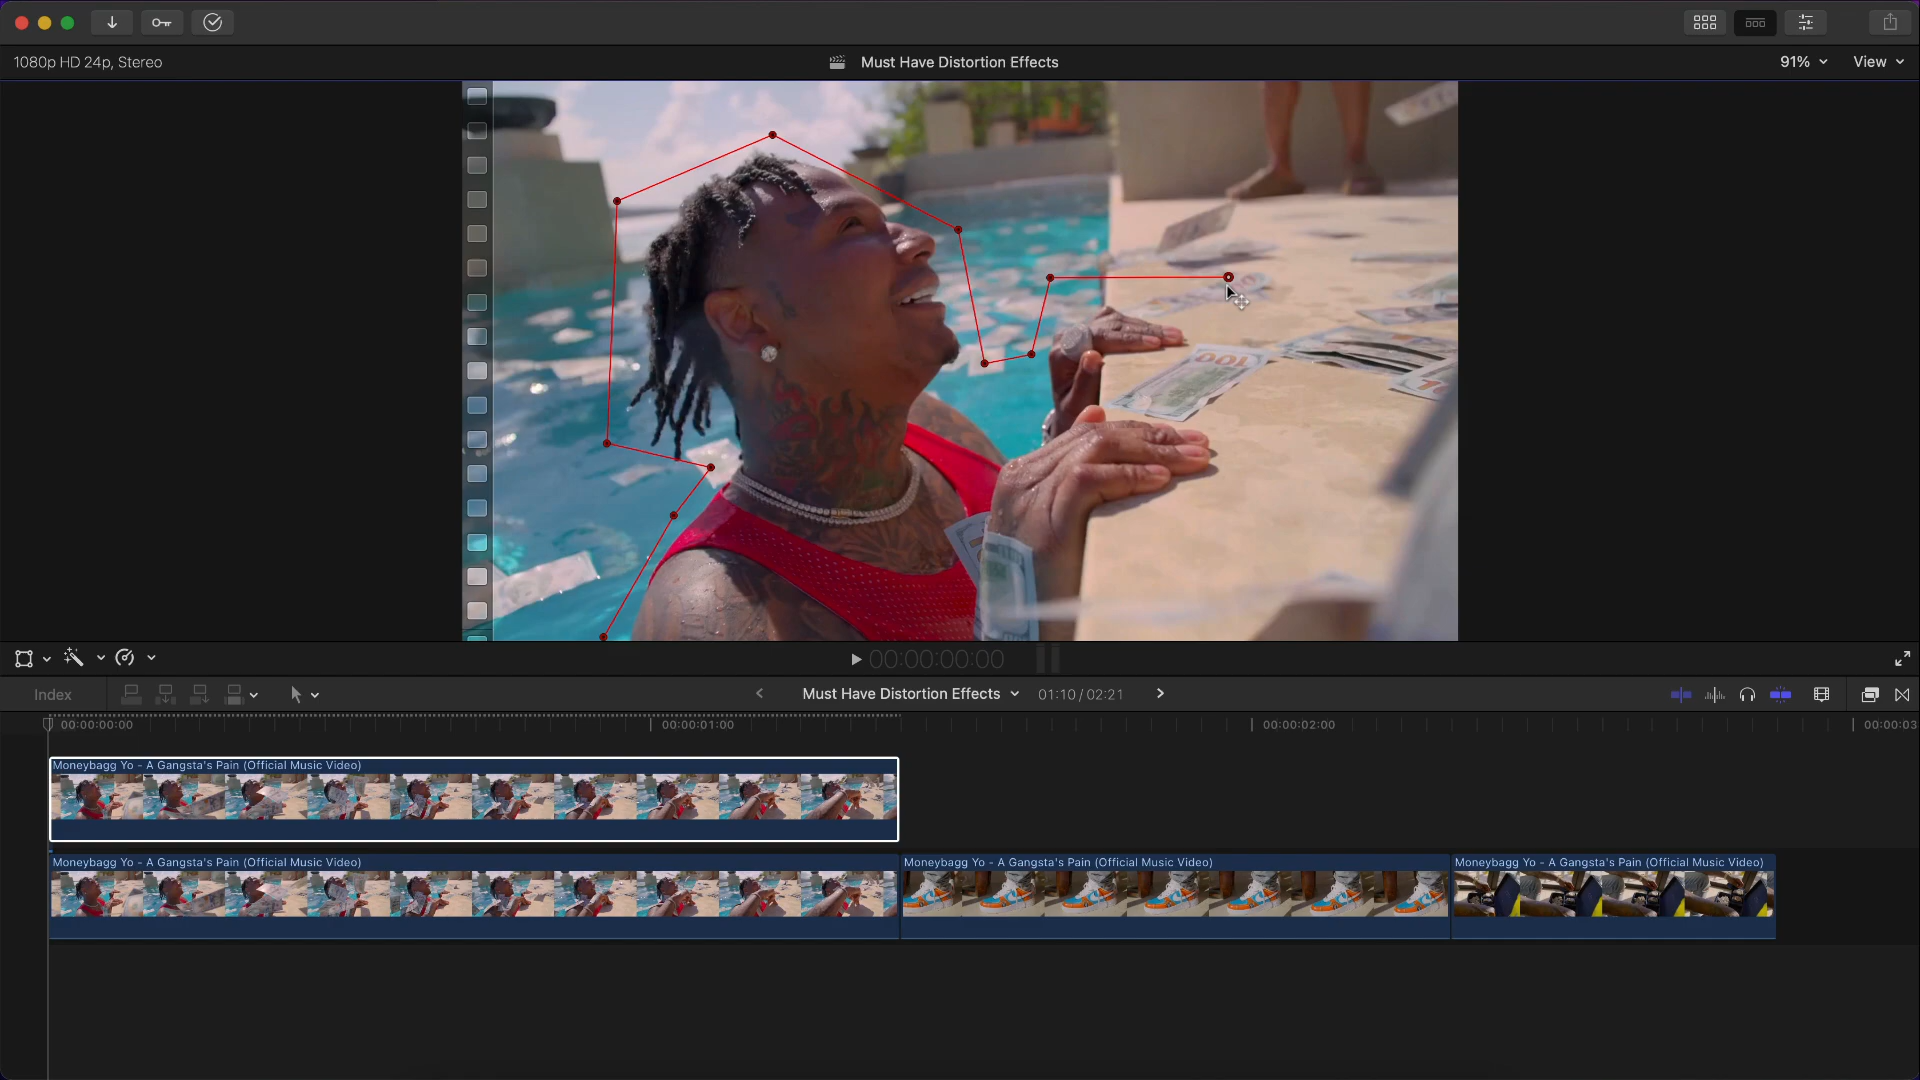 1080p HD 24p, Stereo
Must Have Distortion Effects
91%
View
100
00:00:00:00
Index
Must Have Distortion Effects
01:10 / 02:21
00:00:00:00
00:00:01:00
00:00:02:00
00:00:03
Moneybagg Yo - A Gangsta's Pain (Official Music Video)
Moneybagg Yo - A Gangsta's Pain (Official Music Video)
Moneybagg Yo - A Gangsta's Pain (Official Music Video)
Moneybagg Yo - A Gangsta's Pain (Official Music Video)